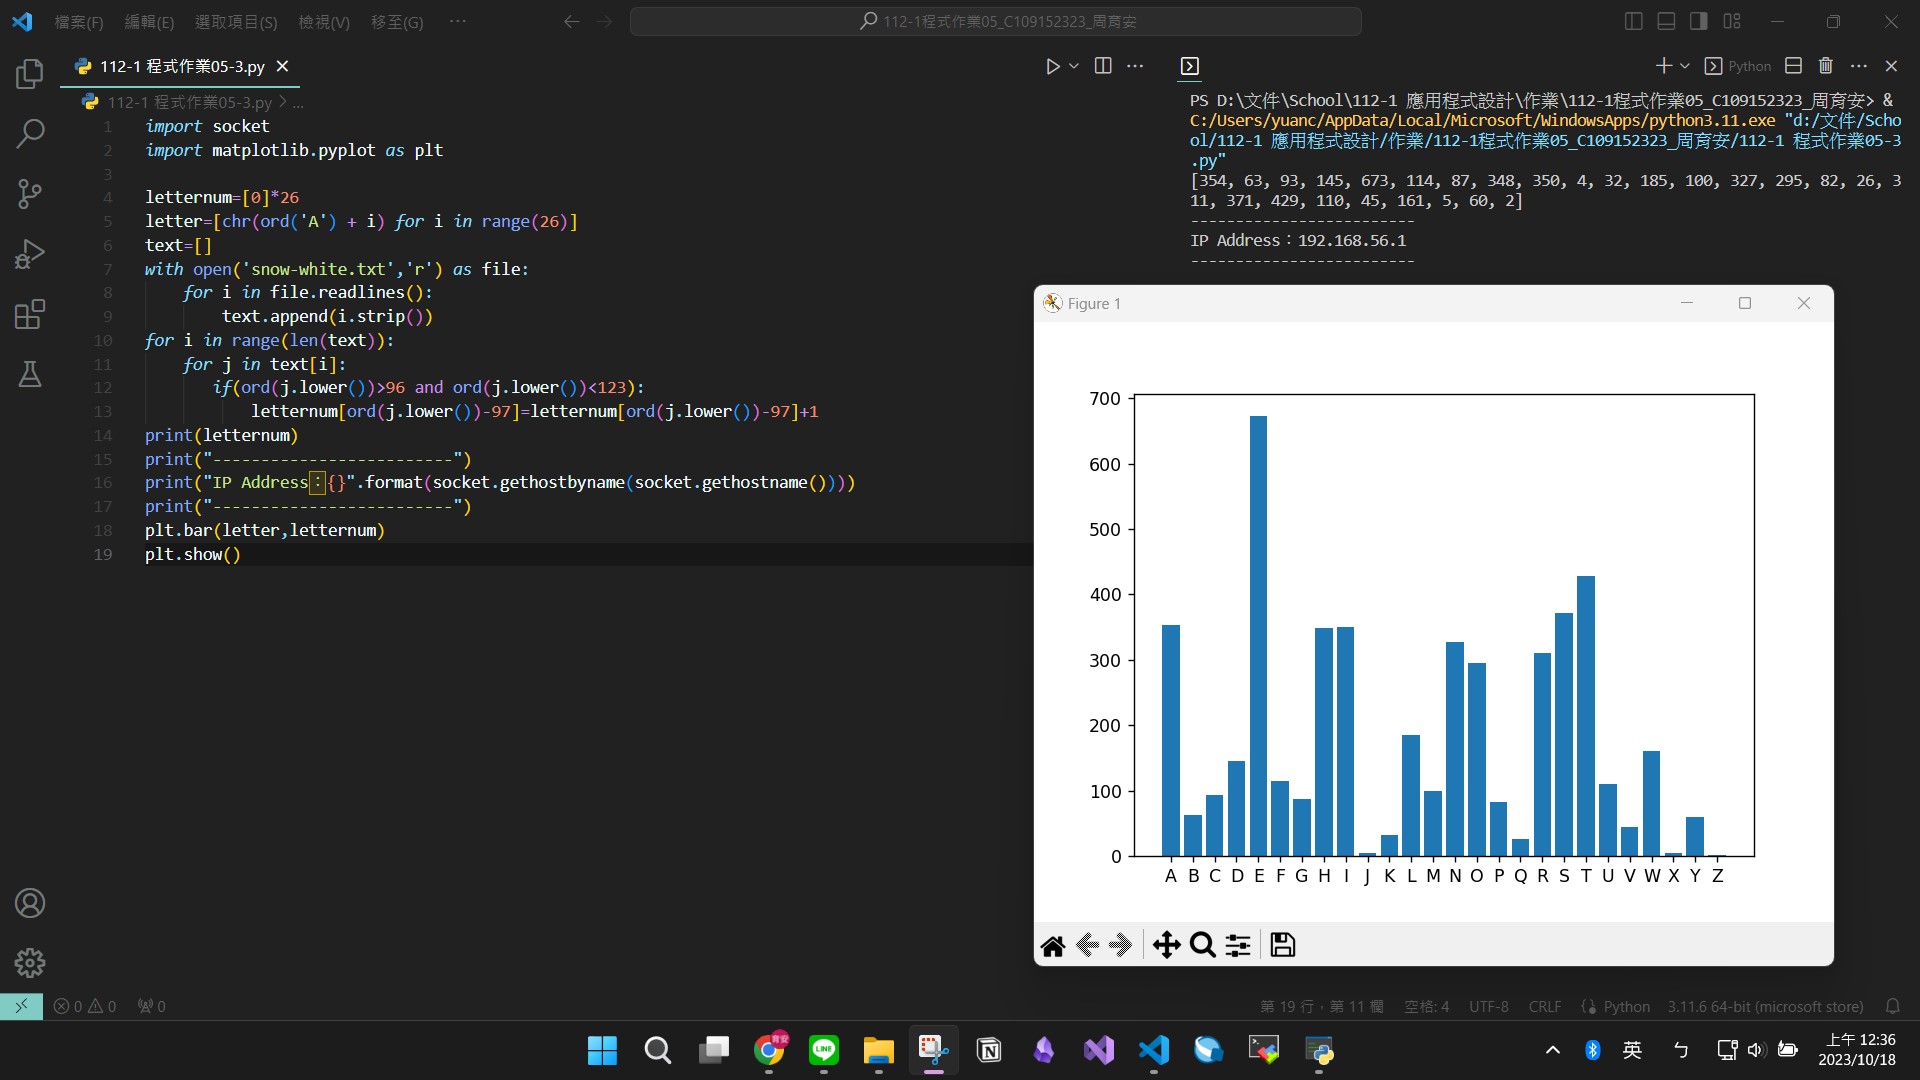 檔案(F) 編輯(E) 選取項目(S) 檢視(V) 移至(G) ···
112-1程式作業05_C109152323_周育安
112-1 程式作業05-3.py
112-1 程式作業05-3.py > ...
1 import socket
2 import matplotlib.pyplot as plt
3
4 letternum=[0]*26
5 letter=[chr(ord('A') + i) for i in range(26)]
6 text=[]
7 with open('snow-white.txt','r') as file:
8 for i in file.readlines():
9 text.append(i.strip())
10 for i in range(len(text)):
11 for j in text[i]:
12 if(ord(j.lower())>96 and ord(j.lower())<123):
13 letternum[ord(j.lower())-97]=letternum[ord(j.lower())-97]+1
14 print(letternum)
15 print("-------------------------")
16 print("IP Address：{}".format(socket.gethostbyname(socket.gethostname())))
17 print("-------------------------")
18 plt.bar(letter,letternum)
19 plt.show()
Python
PS D:\文件\School\112-1 應用程式設計\作業\112-1程式作業05_C109152323_周育安> &
C:/Users/yuanc/AppData/Local/Microsoft/WindowsApps/python3.11.exe "d:/文件/Scho
ol/112-1 應用程式設計/作業/112-1程式作業05_C109152323_周育安/112-1 程式作業05-3
.py"
[354, 63, 93, 145, 673, 114, 87, 348, 350, 4, 32, 185, 100, 327, 295, 82, 26, 3
11, 371, 429, 110, 45, 161, 5, 60, 2]
-------------------------
IP Address：192.168.56.1
-------------------------
Figure 1
700
600
500
400
300
200
100
0
A B C D E F G H I J K L M N O P Q R S T U V W X Y Z
0 0 0
第 19 行，第 11 欄 空格: 4 UTF-8 CRLF Python 3.11.6 64-bit (microsoft store)
育安
LINE
英 ㄅ
上午 12:36
2023/10/18